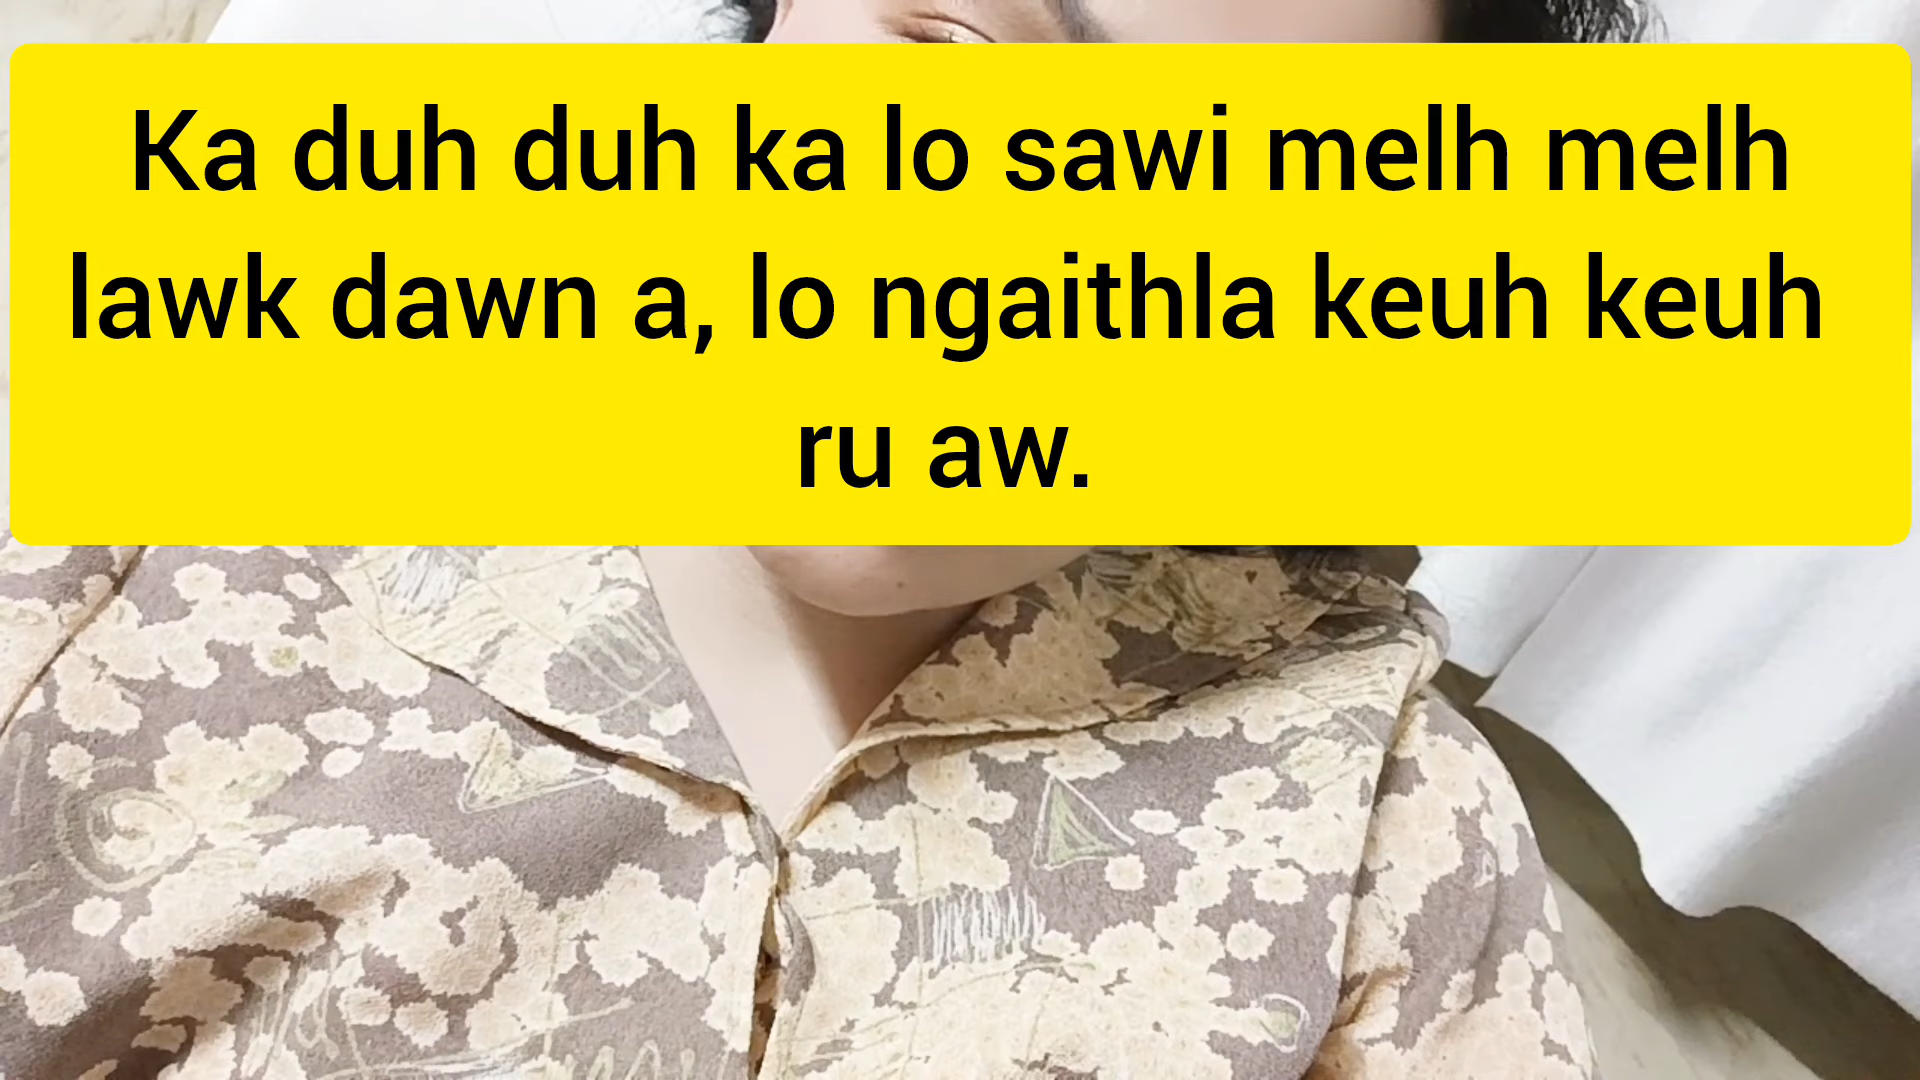 Ka duh duh ka lo sawi melh melh
lawk dawn a, lo ngaithla keuh keuh
ru aw.